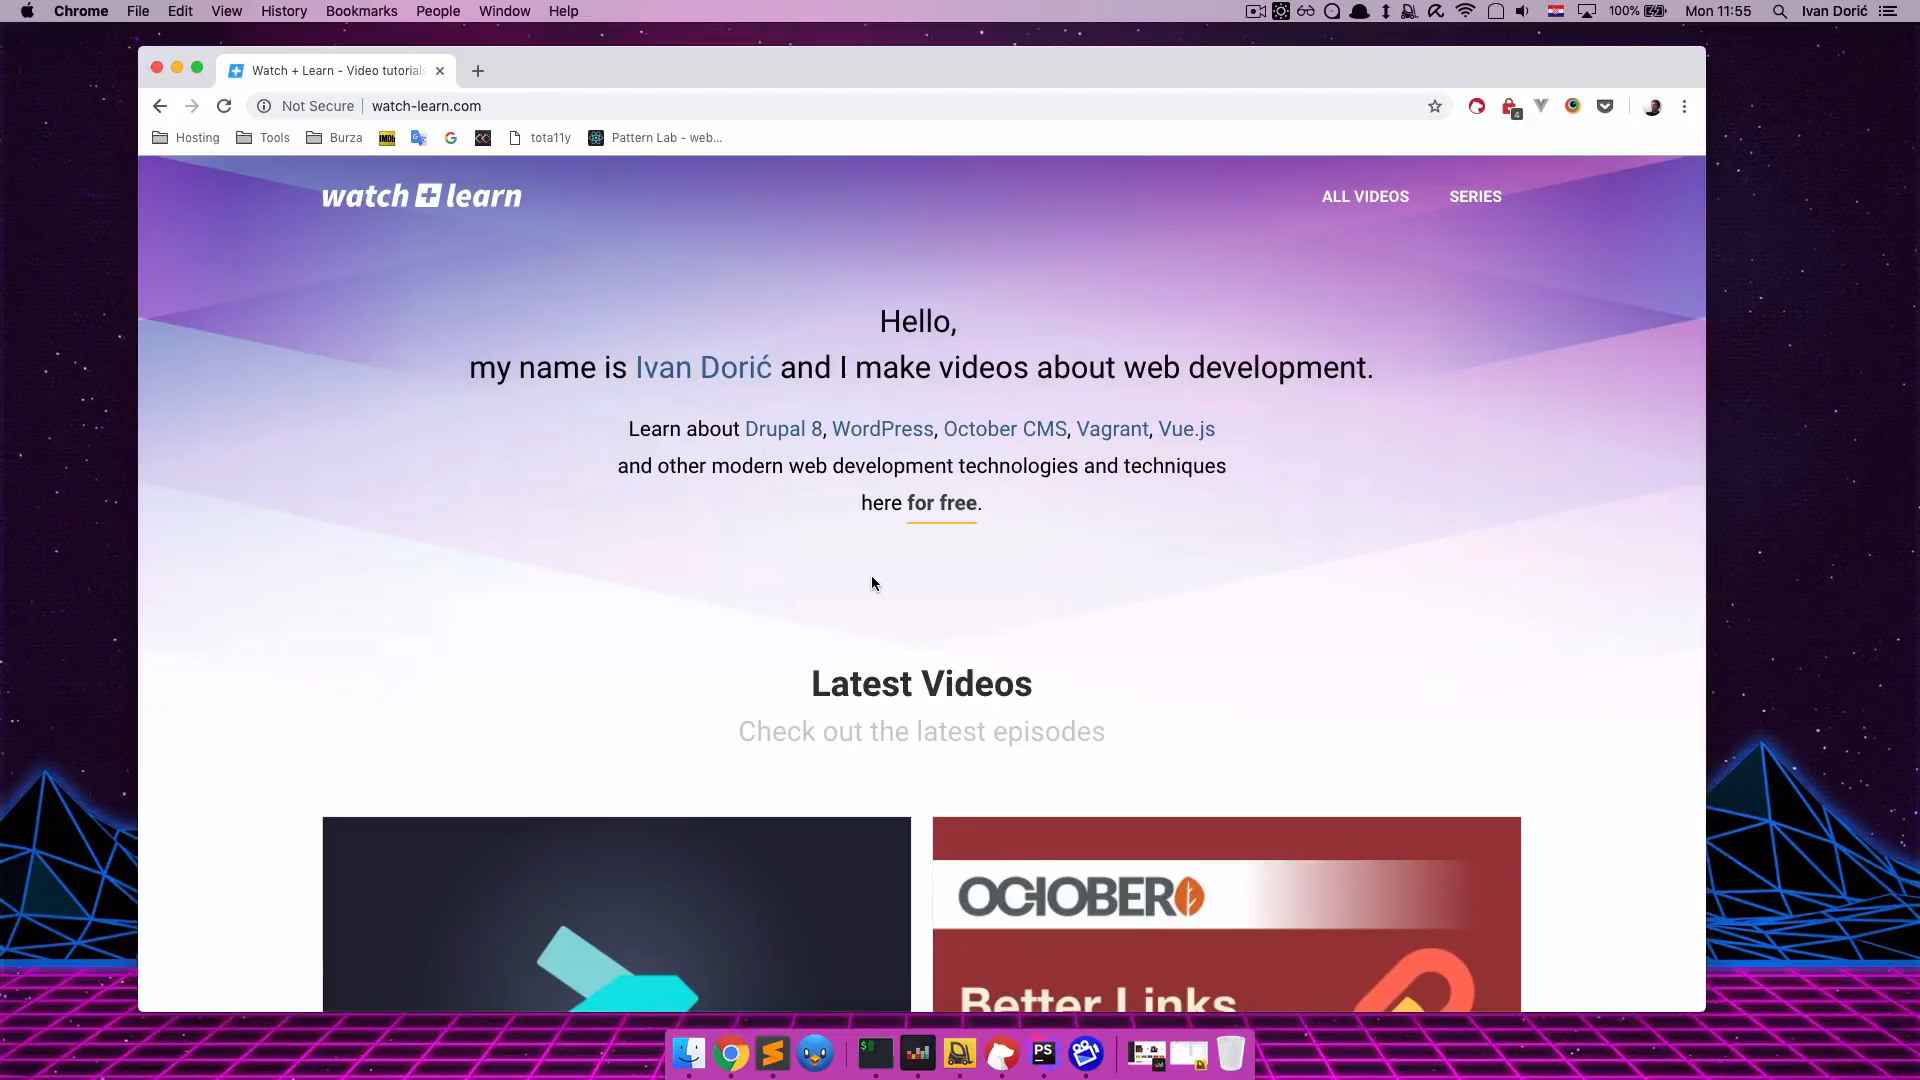 Chrome File Edit View History Bookmarks People Window Help
100% Mon 11:55 Ivan Dorić
Watch + Learn - Video tutorials
Not Secure watch-learn.com
4
Hosting Tools Burza IMDb tota11y Pattern Lab - web...
watch learn
ALL VIDEOS SERIES
Hello,
my name is Ivan Dorić and I make videos about web development.
Learn about Drupal 8, WordPress, October CMS, Vagrant, Vue.js
and other modern web development technologies and techniques
here for free.
Latest Videos
Check out the latest episodes
OCTOBER
Better Links
PS